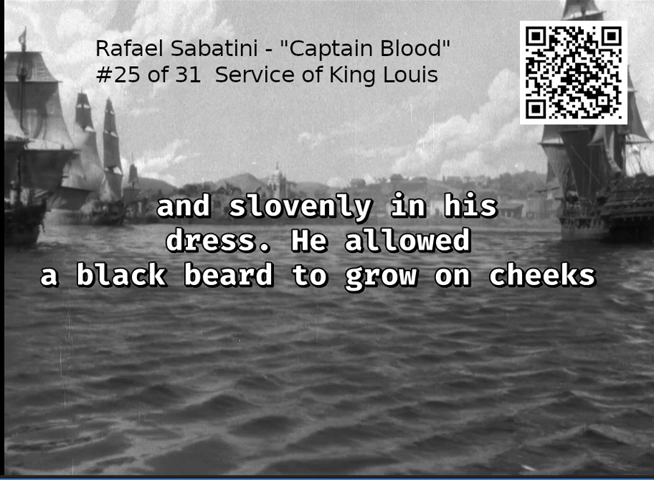 Rafael Sabatini - "Captain Blood"
#25 of 31  Service of King Louis
and slovenly in his
dress. He allowed
a black beard to grow on cheeks